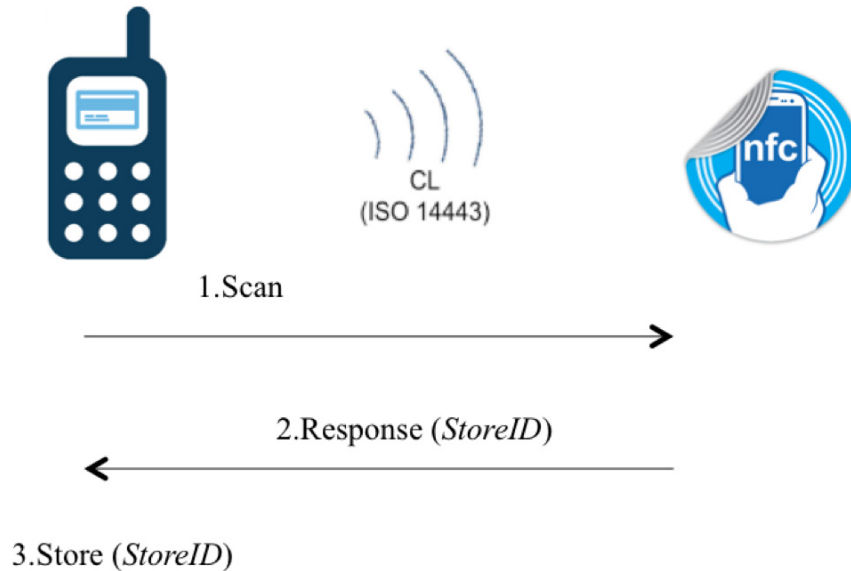 nfc
CL
(ISO 14443)
1.Scan
2.Response (StoreID)
3.Store (StoreID)